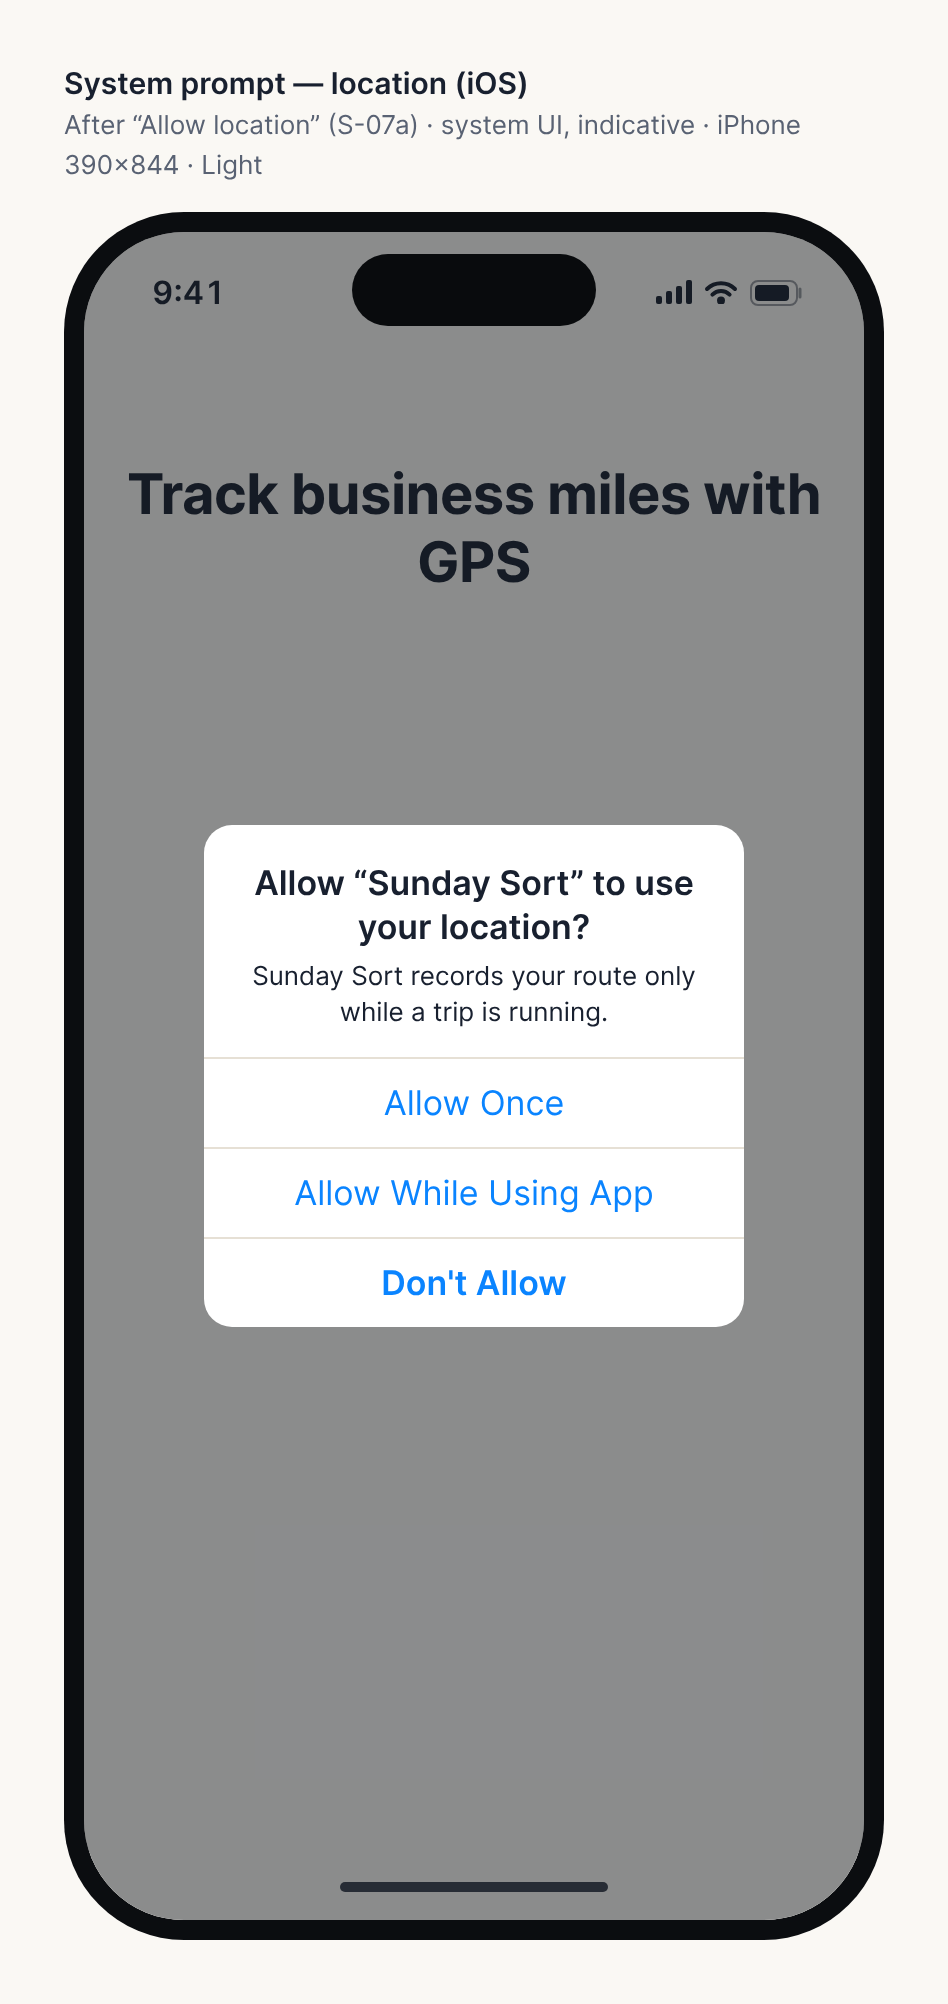 System prompt — location (iOS)
After “Allow location” (S-07a) · system UI, indicative · iPhone
390×844 · Light
9:41
Track business miles with
GPS
Allow “Sunday Sort” to use
your location?
Sunday Sort records your route only
while a trip is running.
Allow Once
Allow While Using App
Don't Allow